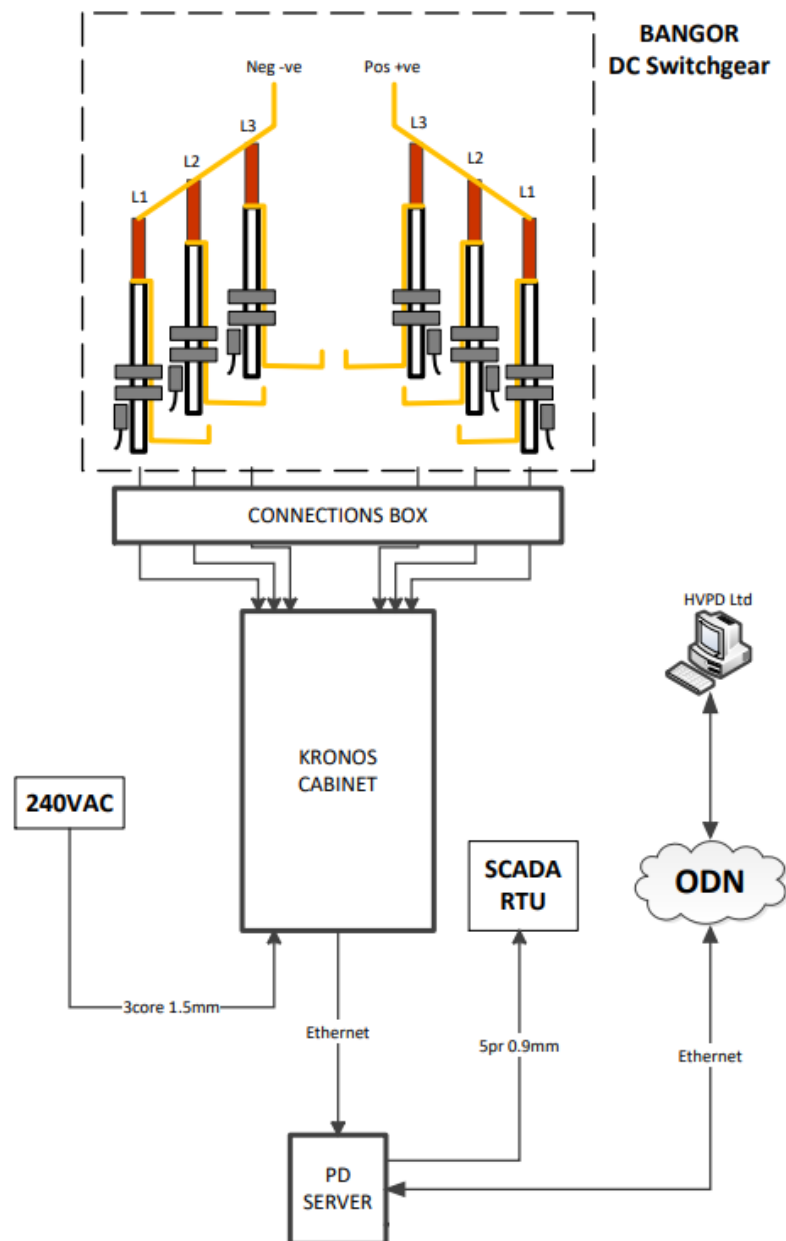 BANGOR
DC Switchgear
Neg -ve
Pos +ve
L3
L3
L2
L2
L1
L1
CONNECTIONS BOX
HVPD Ltd
KRONOS
CABINET
240VAC
SCADA
RTU
ODN
3core 1.5mm
Ethernet
5pr 0.9mm
Ethernet
PD
SERVER